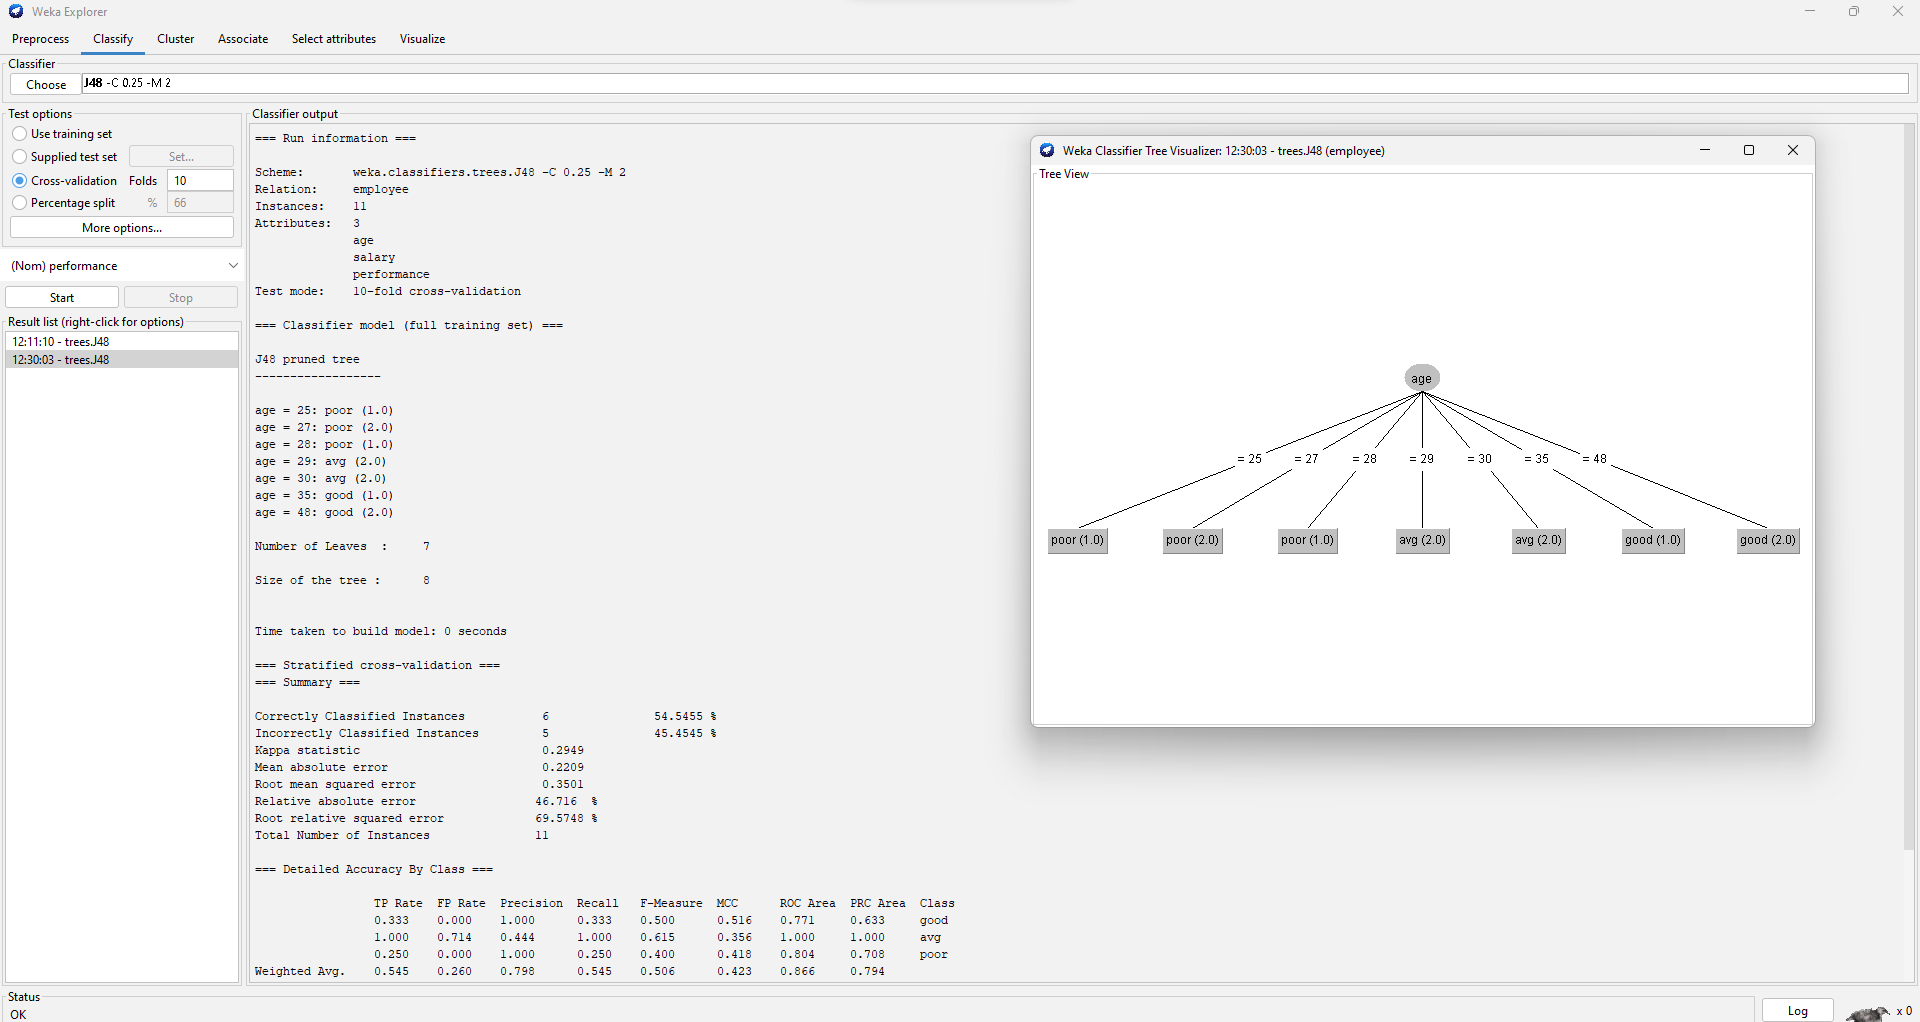 Weka Explorer
Preprocess Classify Cluster Associate Select attributes Visualize
Classifier
Choose J48 -C 0.25 -M 2
Test options
Use training set
Supplied test set Set...
Cross-validation Folds 10
Percentage split % 66
More options...
(Nom) performance
Start Stop
Result list (right-click for options)
12:11:10 - trees.J48
12:30:03 - trees.J48
Classifier output
=== Run information ===
Scheme: weka.classifiers.trees.J48 -C 0.25 -M 2
Relation: employee
Instances: 11
Attributes: 3
age
salary
performance
Test mode: 10-fold cross-validation
=== Classifier model (full training set) ===
J48 pruned tree
------------------
age = 25: poor (1.0)
age = 27: poor (2.0)
age = 28: poor (1.0)
age = 29: avg (2.0)
age = 30: avg (2.0)
age = 35: good (1.0)
age = 48: good (2.0)
Number of Leaves : 7
Size of the tree : 8
Time taken to build model: 0 seconds
=== Stratified cross-validation ===
=== Summary ===
Correctly Classified Instances 6 54.5455 %
Incorrectly Classified Instances 5 45.4545 %
Kappa statistic 0.2949
Mean absolute error 0.2209
Root mean squared error 0.3501
Relative absolute error 46.716 %
Root relative squared error 69.5748 %
Total Number of Instances 11
=== Detailed Accuracy By Class ===
TP Rate FP Rate Precision Recall F-Measure MCC ROC Area PRC Area Class
0.333 0.000 1.000 0.333 0.500 0.516 0.771 0.633 good
1.000 0.714 0.444 1.000 0.615 0.356 1.000 1.000 avg
0.250 0.000 1.000 0.250 0.400 0.418 0.804 0.708 poor
Weighted Avg. 0.545 0.260 0.798 0.545 0.506 0.423 0.866 0.794
Weka Classifier Tree Visualizer: 12:30:03 - trees.J48 (employee)
Tree View
age
= 25 = 27 = 28 = 29 = 30 = 35 = 48
poor (1.0) poor (2.0) poor (1.0) avg (2.0) avg (2.0) good (1.0) good (2.0)
Status
OK
Log x 0